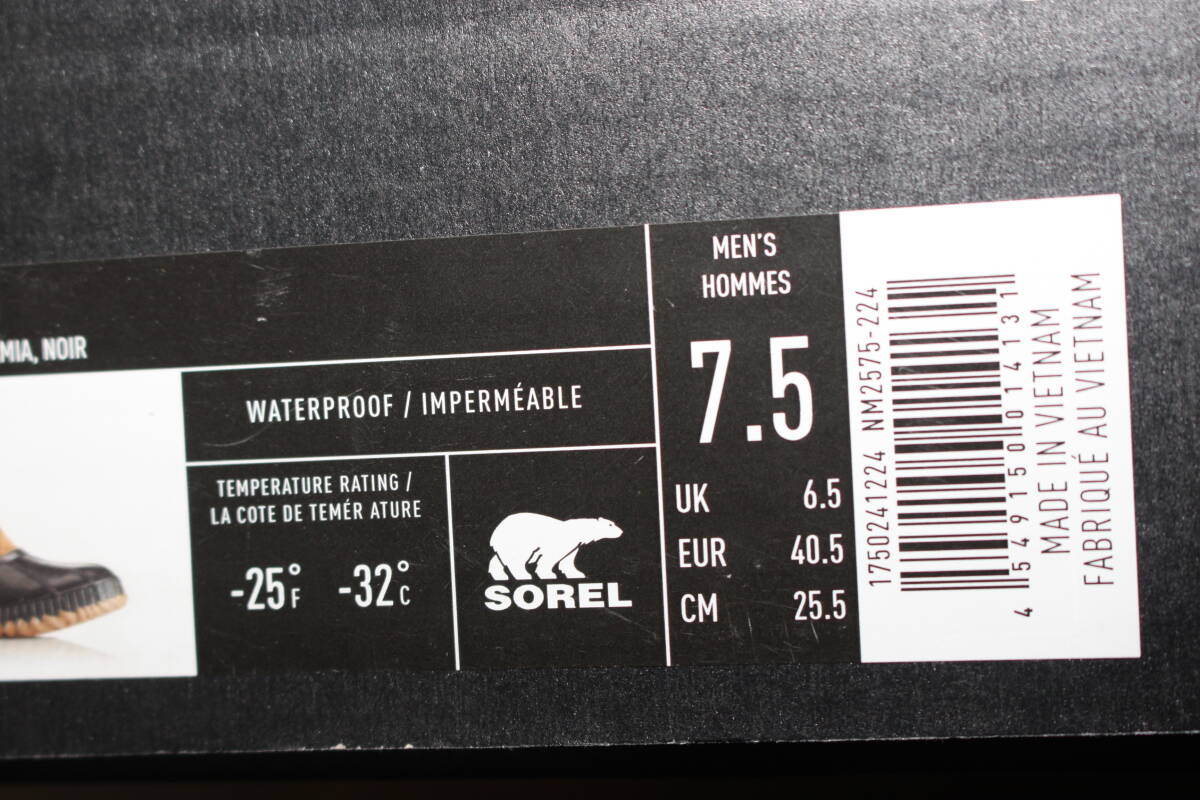 MIA, NOIR
WATERPROOF / IMPERMÉABLE
TEMPERATURE RATING /
LA COTE DE TEMÉR ATURE
-25°F -32°C
SOREL
MEN'S
HOMMES
7.5
UK 6.5
EUR 40.5
CM 25.5
1750241224 NM2575-224
4 549150 014131
MADE IN VIETNAM
FABRIQUÉ AU VIETNAM